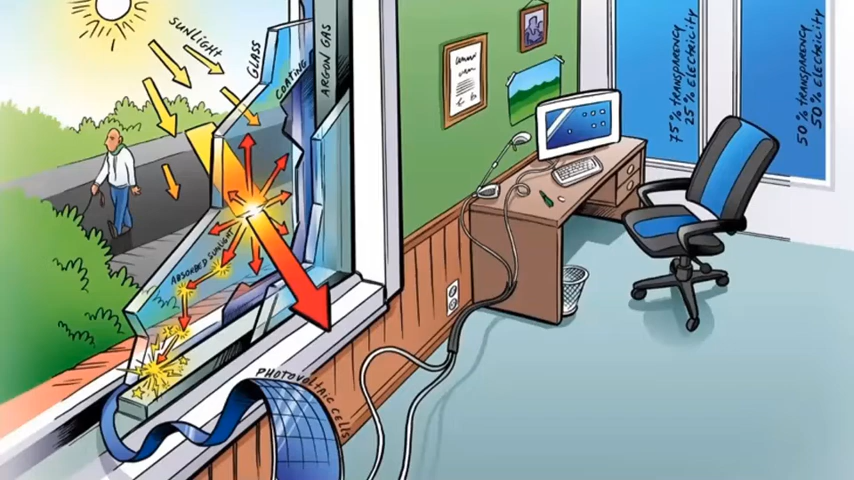 SUNLIGHT
GLASS
COATING
ARGON GAS
ABSORBED SUNLIGHT
PHOTOVOLTAIC CELLS
75% TRANSPARENCY
25% ELECTRICITY
50% TRANSPARENCY
50% ELECTRICITY